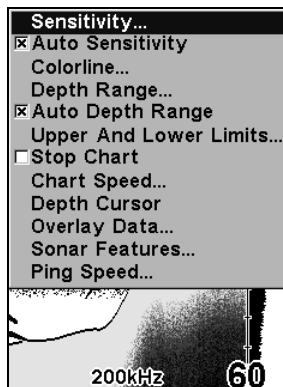 Sensitivity...
Auto Sensitivity
Colorline...
Depth Range...
Auto Depth Range
Upper And Lower Limits...
Stop Chart
Chart Speed...
Depth Cursor
Overlay Data...
Sonar Features...
Ping Speed...
200kHz 60